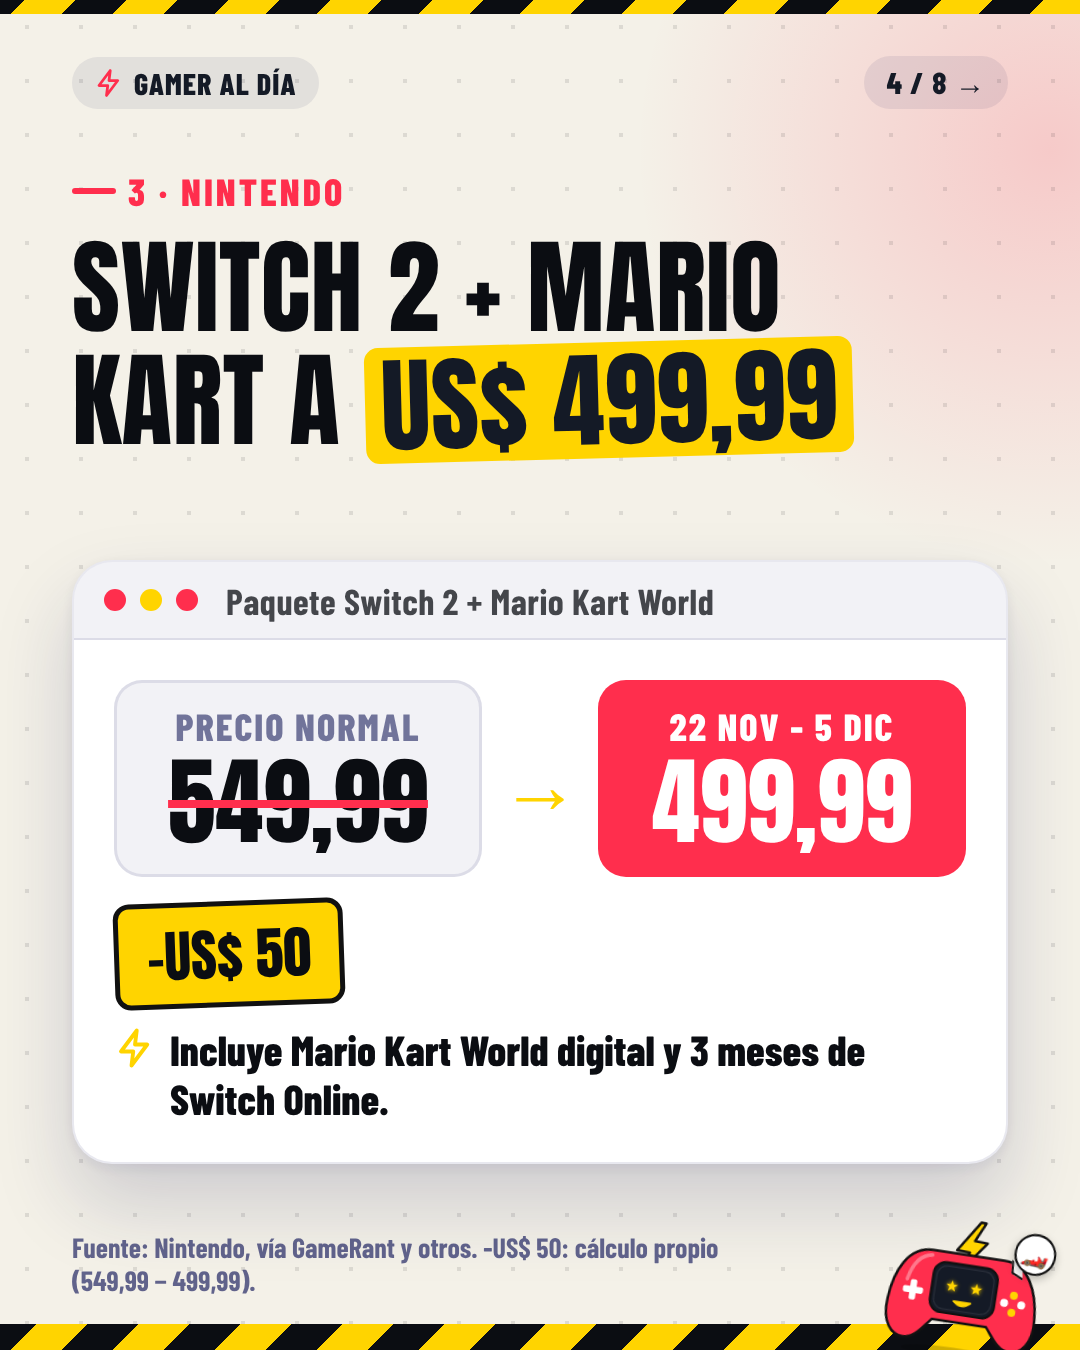 GAMER AL DÍA
4 / 8 →
3 · NINTENDO
SWITCH 2 + MARIO
KART A US$ 499,99
Paquete Switch 2 + Mario Kart World
PRECIO NORMAL
549,99
→
22 NOV - 5 DIC
499,99
-US$ 50
Incluye Mario Kart World digital y 3 meses de
Switch Online.
Fuente: Nintendo, vía GameRant y otros. -US$ 50: cálculo propio
(549,99 – 499,99).